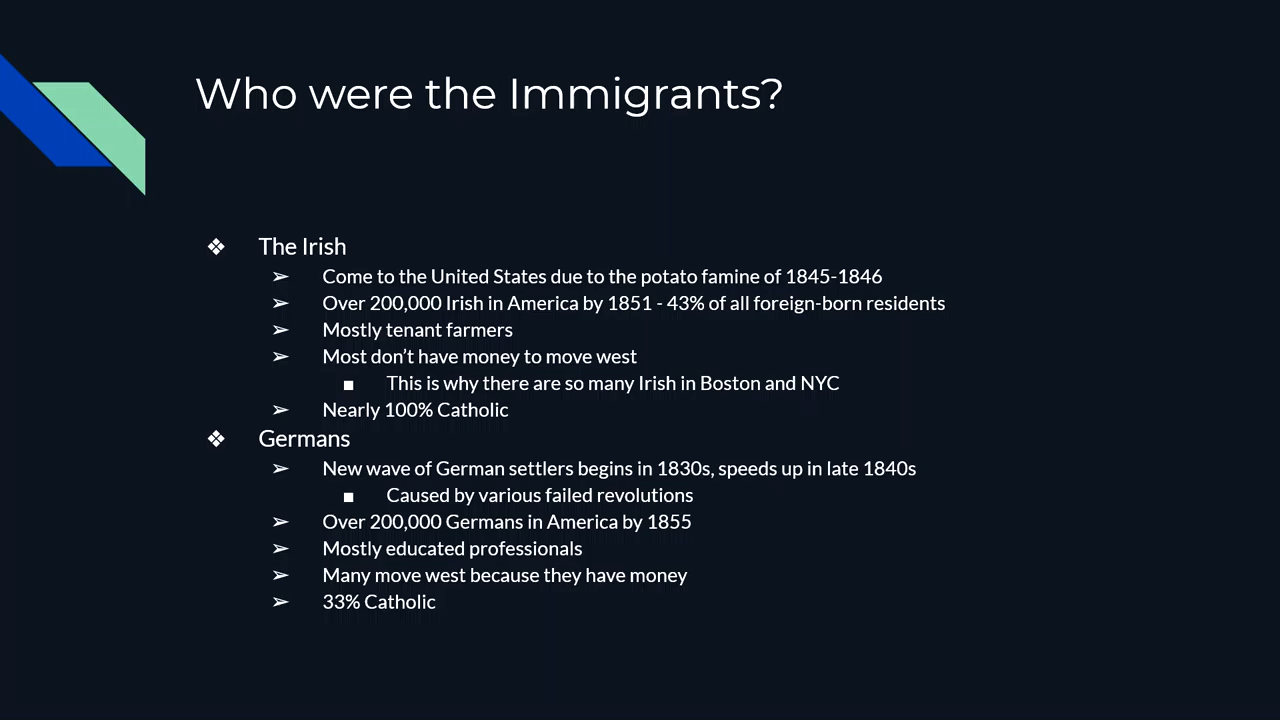 Who were the Immigrants?
❖ The Irish
➢ Come to the United States due to the potato famine of 1845-1846
➢ Over 200,000 Irish in America by 1851 - 43% of all foreign-born residents
➢ Mostly tenant farmers
➢ Most don't have money to move west
■ This is why there are so many Irish in Boston and NYC
➢ Nearly 100% Catholic
❖ Germans
➢ New wave of German settlers begins in 1830s, speeds up in late 1840s
■ Caused by various failed revolutions
➢ Over 200,000 Germans in America by 1855
➢ Mostly educated professionals
➢ Many move west because they have money
➢ 33% Catholic